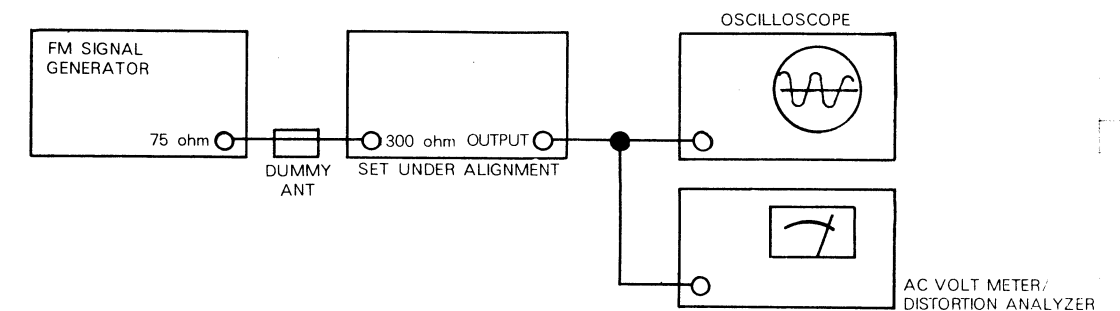 OSCILLOSCOPE
FM SIGNAL
GENERATOR
75 ohm
300 ohm OUTPUT
DUMMY
ANT
SET UNDER ALIGNMENT
AC VOLT METER/
DISTORTION ANALYZER